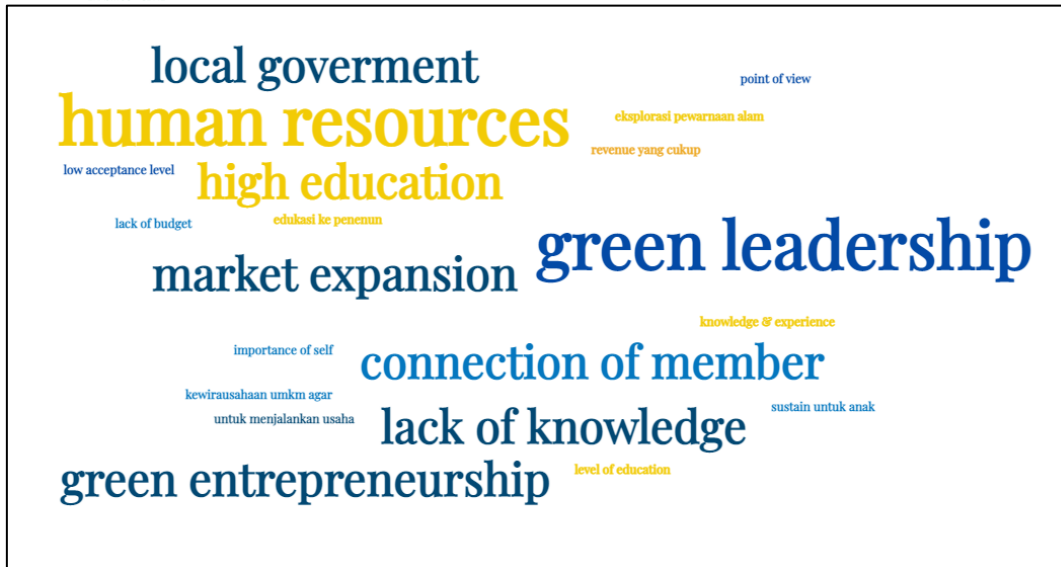 local goverment
point of view
human resources
eksplorasi pewarnaan alam
revenue yang cukup
low acceptance level
high education
lack of budget
edukasi ke penenun
green leadership
market expansion
knowledge & experience
importance of self
connection of member
kewirausahaan umkm agar
sustain untuk anak
untuk menjalankan usaha
lack of knowledge
level of education
green entrepreneurship